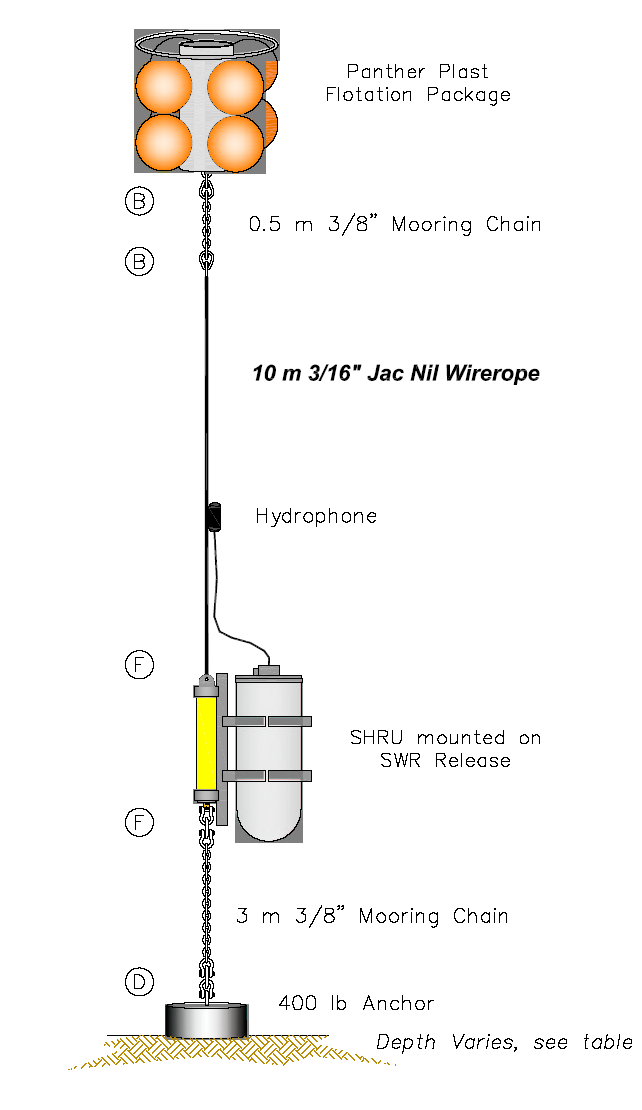 Panther Plast
Flotation Package
B
0.5 m 3/8” Mooring Chain
B
10 m 3/16" Jac Nil Wirerope
Hydrophone
F
SHRU mounted on
SWR Release
F
3 m 3/8” Mooring Chain
D
400 lb Anchor
Depth Varies, see table